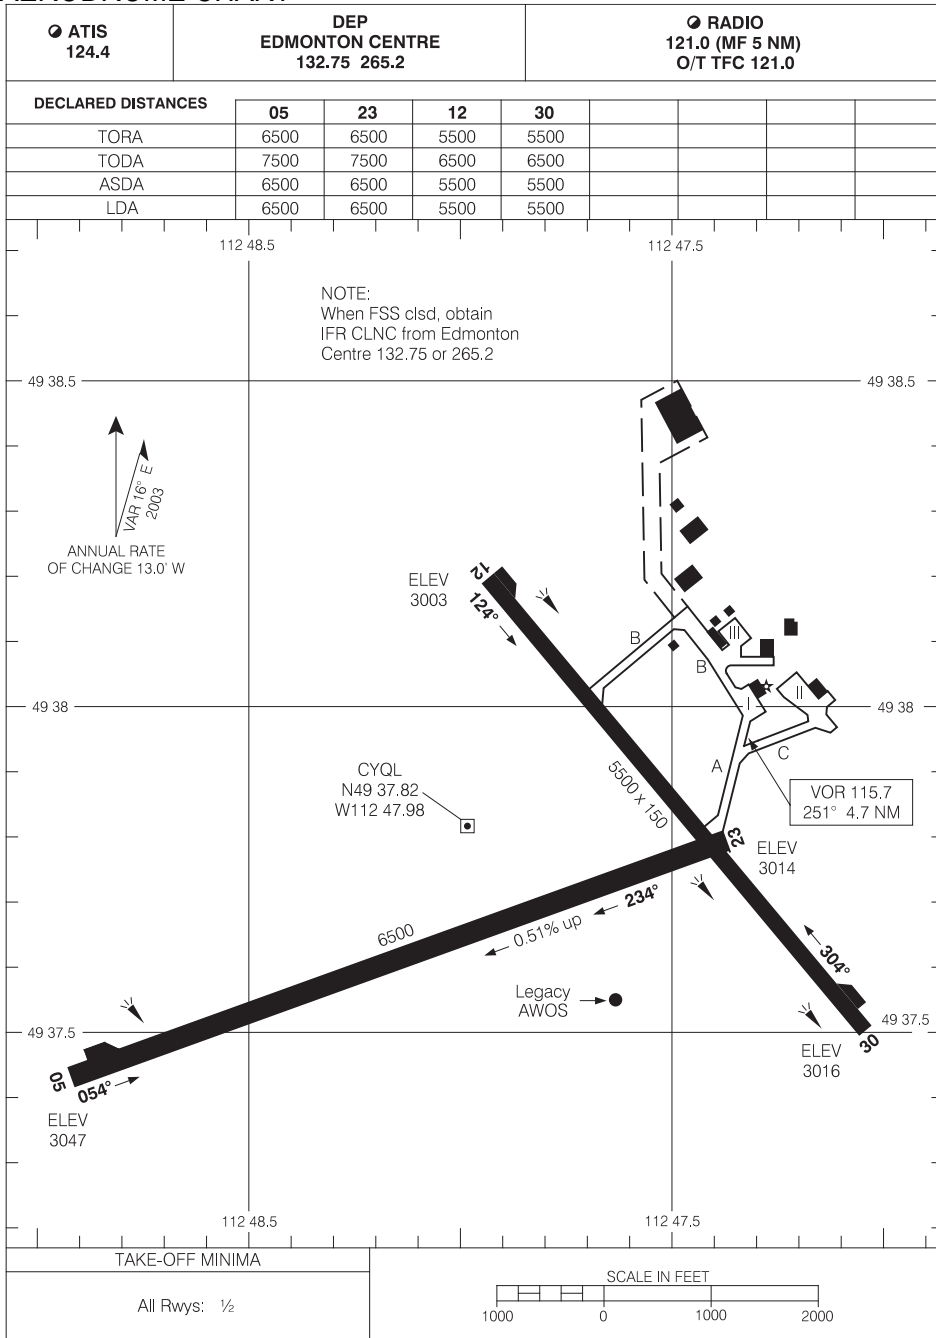 ATIS
124.4
DEP
EDMONTON CENTRE
132.75 265.2
RADIO
121.0 (MF 5 NM)
O/T TFC 121.0
DECLARED DISTANCES 05 23 12 30
TORA 6500 6500 5500 5500
TODA 7500 7500 6500 6500
ASDA 6500 6500 5500 5500
LDA 6500 6500 5500 5500
112 48.5 112 47.5
NOTE:
When FSS clsd, obtain
IFR CLNC from Edmonton
Centre 132.75 or 265.2
49 38.5 49 38.5
VAR 16° E
2003
ANNUAL RATE
OF CHANGE 13.0' W
ELEV
3003
12
124°
B
B
III
II
I
49 38 49 38
A
C
5500 x 150
CYQL
N49 37.82
W112 47.98
VOR 115.7
251° 4.7 NM
23
ELEV
3014
234°
0.51% up
6500
304°
Legacy
AWOS
49 37.5 49 37.5
30
ELEV
3016
05
054°
ELEV
3047
112 48.5 112 47.5
TAKE-OFF MINIMA
All Rwys: ½
SCALE IN FEET
1000 0 1000 2000